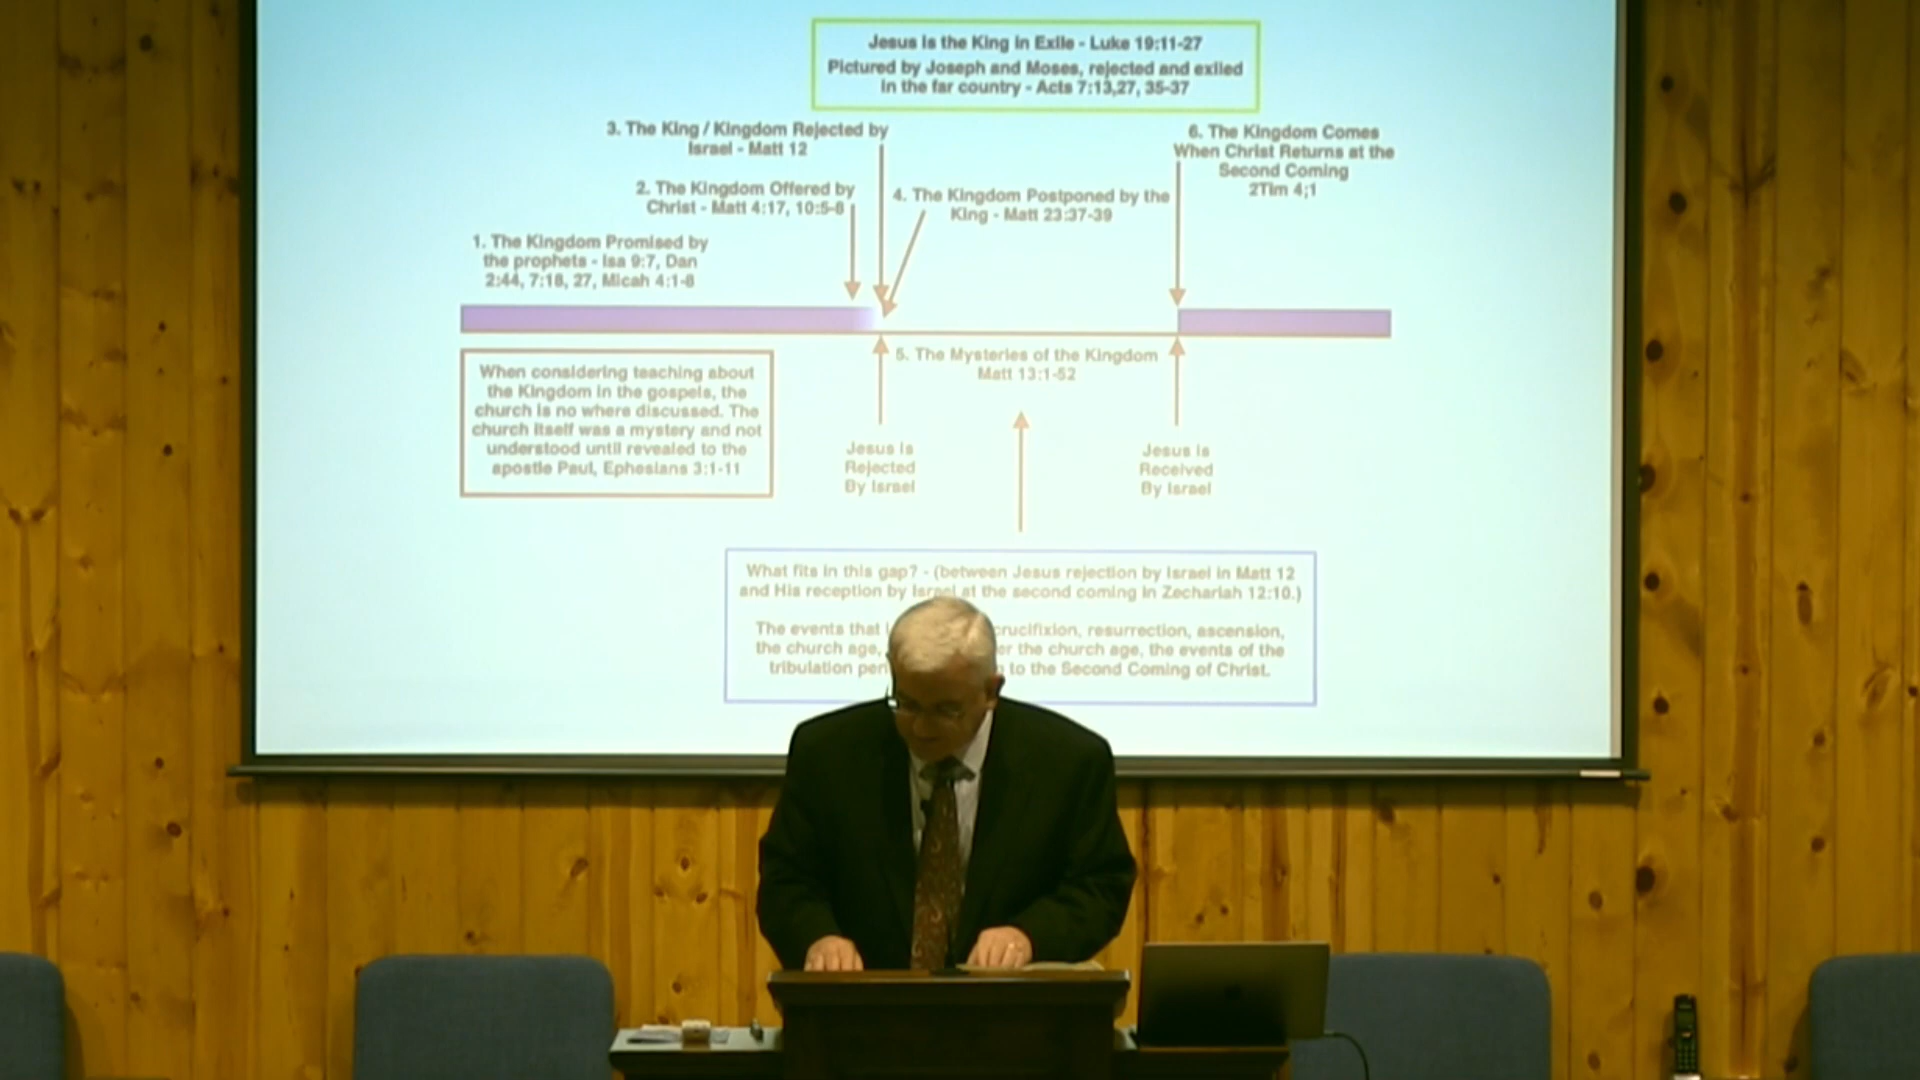 Jesus is the King in Exile - Luke 19:11-27
Pictured by Joseph and Moses, rejected and exiled
in the far country - Acts 7:13,27, 35-37
3. The King / Kingdom Rejected by
Israel - Matt 12
2. The Kingdom Offered by
Christ - Matt 4:17, 10:5-8
1. The Kingdom Promised by
the prophets - Isa 9:7, Dan
2:44, 7:18, 27, Micah 4:1-8
4. The Kingdom Postponed by the
King - Matt 23:37-39
6. The Kingdom Comes
When Christ Returns at the
Second Coming
2Tim 4;1
5. The Mysteries of the Kingdom
Matt 13:1-52
When considering teaching about
the Kingdom in the gospels, the
church is no where discussed. The
church itself was a mystery and not
understood until revealed to the
apostle Paul, Ephesians 3:1-11
Jesus is
Rejected
By Israel
Jesus is
Received
By Israel
What fits in this gap? - (between Jesus rejection by Israel in Matt 12
and His reception by Israel at the second coming in Zechariah 12:10.)
The events that crucifixion, resurrection, ascension,
the church age, the church age, the events of the
tribulation to the Second Coming of Christ.